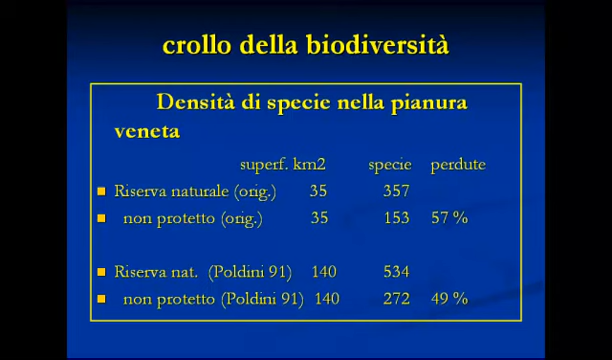 crollo della biodiversità
Densità di specie nella pianura
veneta
superf. km2 specie perdute
Riserva naturale (orig.) 35 357
non protetto (orig.) 35 153 57 %
Riserva nat. (Poldini 91) 140 534
non protetto (Poldini 91) 140 272 49 %